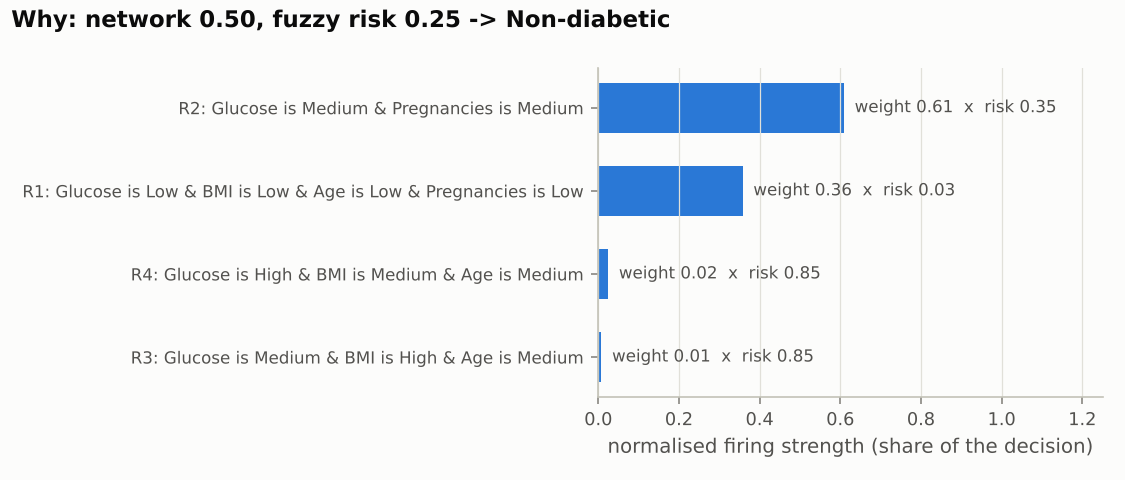 Why: network 0.50, fuzzy risk 0.25 -> Non-diabetic
R2: Glucose is Medium & Pregnancies is Medium
weight 0.61 x risk 0.35
R1: Glucose is Low & BMI is Low & Age is Low & Pregnancies is Low
weight 0.36 x risk 0.03
R4: Glucose is High & BMI is Medium & Age is Medium
weight 0.02 x risk 0.85
R3: Glucose is Medium & BMI is High & Age is Medium
weight 0.01 x risk 0.85
0.0 0.2 0.4 0.6 0.8 1.0 1.2
normalised firing strength (share of the decision)